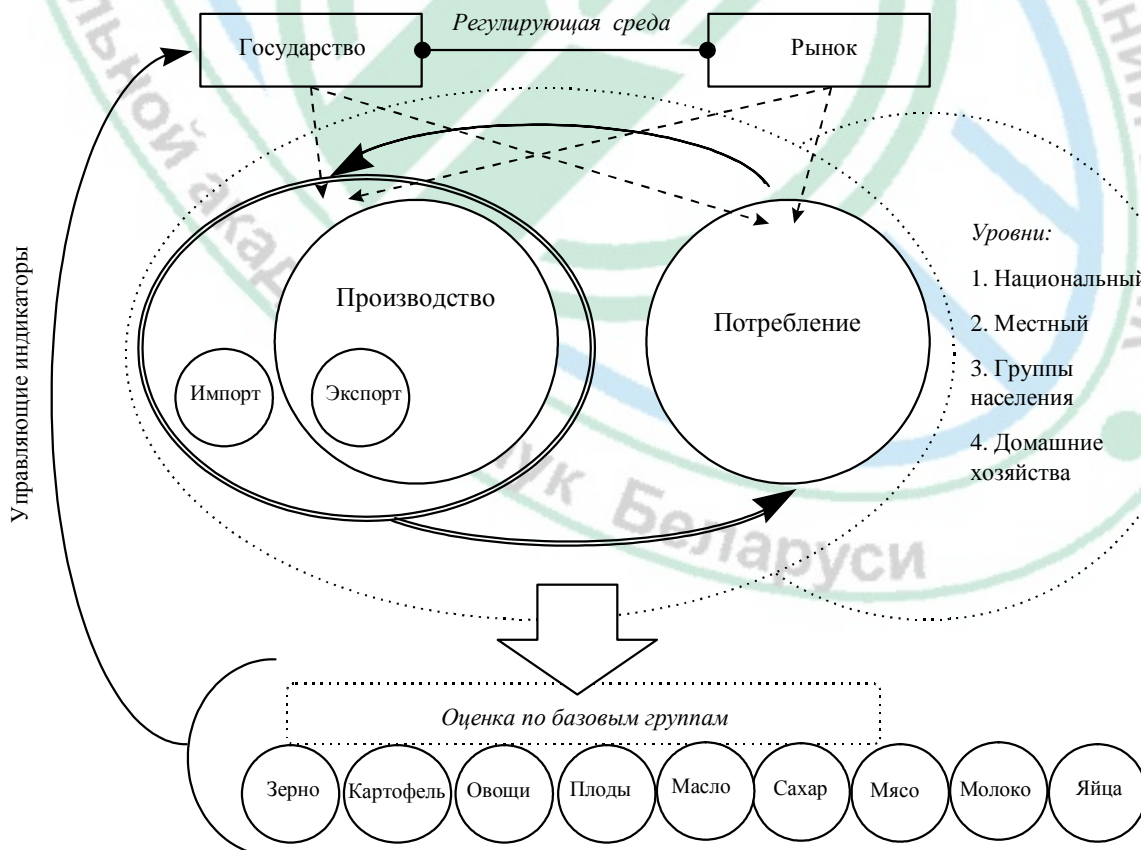 Регулирующая среда
Государство
Рынок
Управляющие индикаторы
Производство
Импорт
Экспорт
Потребление
Уровни:
1. Национальный
2. Местный
3. Группы
населения
4. Домашние
хозяйства
Оценка по базовым группам
Зерно
Картофель
Овощи
Плоды
Масло
Сахар
Мясо
Молоко
Яйца
Беларуси